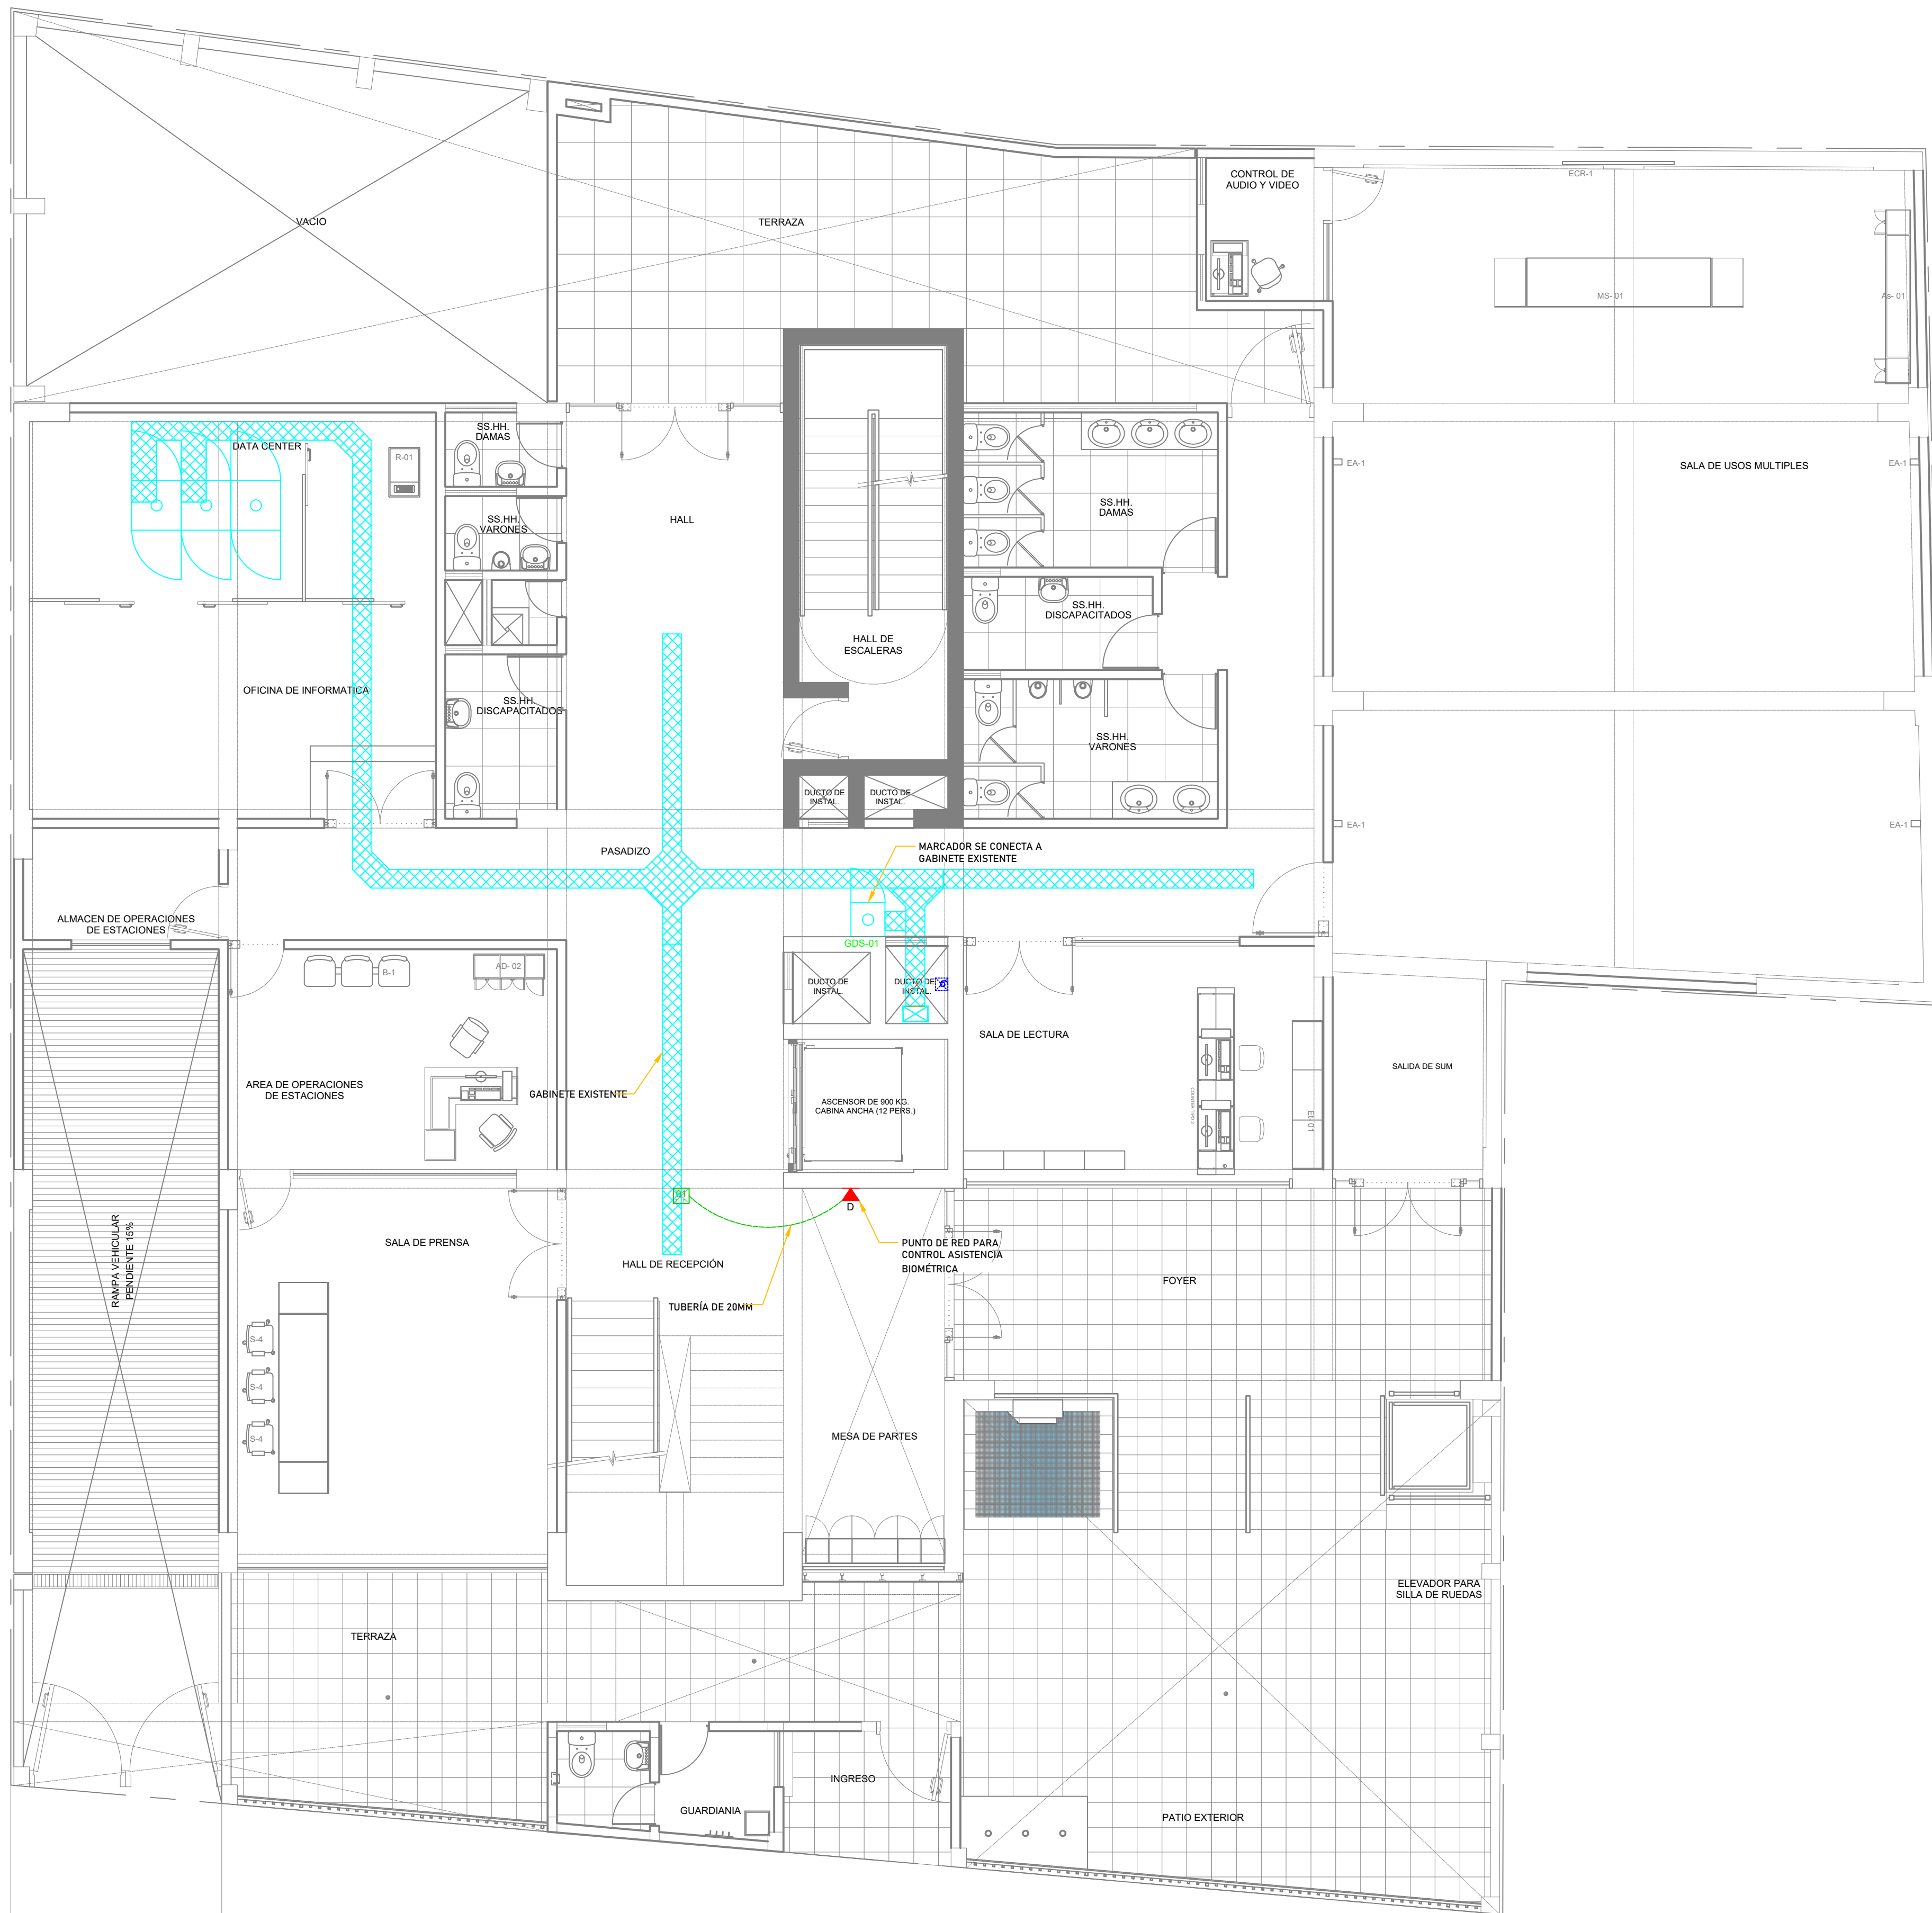 CONTROL DE
AUDIO Y VIDEO
ECR-1
VACIO
TERRAZA
MS- 01
As- 01
SS.HH.
DAMAS
DATA CENTER
R-01
EA-1
SALA DE USOS MULTIPLES
EA-1
SS.HH.
VARONES
HALL
SS.HH.
DAMAS
SS.HH.
DISCAPACITADOS
HALL DE
ESCALERAS
OFICINA DE INFORMATICA
SS.HH.
DISCAPACITADOS
SS.HH.
VARONES
DUCTO DE
INSTAL.
DUCTO DE
INSTAL.
EA-1
EA-1
PASADIZO
MARCADOR SE CONECTA A
GABINETE EXISTENTE
ALMACEN DE OPERACIONES
DE ESTACIONES
GDS-01
B-1
AD- 02
DUCTO DE
INSTAL.
DUCTO DE
INSTAL.
SALA DE LECTURA
SALIDA DE SUM
AREA DE OPERACIONES
DE ESTACIONES
GABINETE EXISTENTE
ASCENSOR DE 900 KG.
CABINA ANCHA (12 PERS.)
COUNTER TIPO 2
EI- 01
01
D
RAMPA VEHICULAR
PENDIENTE 15%
SALA DE PRENSA
HALL DE RECEPCIÓN
PUNTO DE RED PARA
CONTROL ASISTENCIA
BIOMÉTRICA
FOYER
TUBERÍA DE 20MM
S-4
S-4
S-4
MESA DE PARTES
ELEVADOR PARA
SILLA DE RUEDAS
TERRAZA
INGRESO
GUARDIANIA
PATIO EXTERIOR